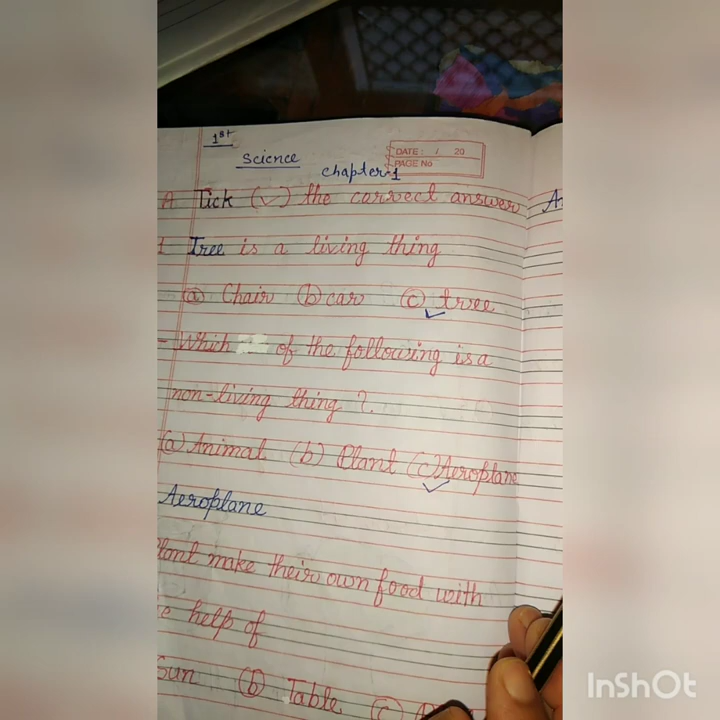 1st
Science
DATE: / 20
PAGE No
Chapter-1
A Tick (✓) the correct answer
1 Tree is a living thing
(a) Chair (b) car (c) tree
- Which of the following is a
non-living thing?
(a) Animal (b) Plant (c) Aeroplane
Aeroplane
Plant make their own food with
help of
Sun (b) Table (c)
InShOt